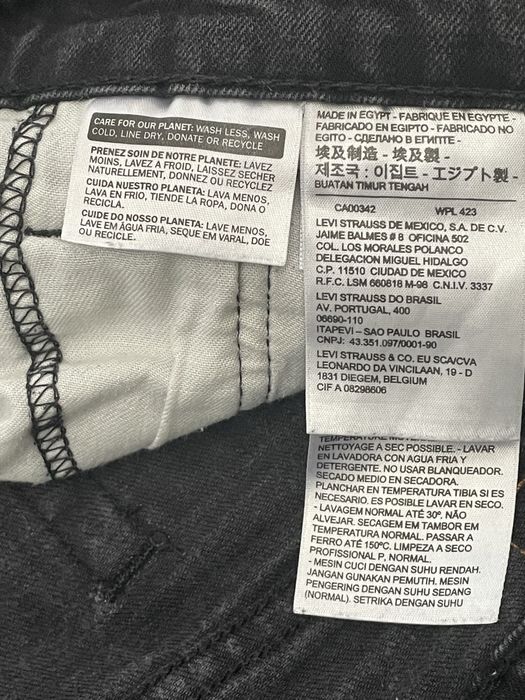 CARE FOR OUR PLANET: WASH LESS, WASH
COLD, LINE DRY, DONATE OR RECYCLE
PRENEZ SOIN DE NOTRE PLANETE: LAVEZ
MOINS, LAVEZ A FROID, LAISSEZ SECHER
NATURELLEMENT, DONNEZ OU RECYCLEZ
CUIDA NUESTRO PLANETA: LAVA MENOS,
LAVA EN FRIO, TIENDE LA ROPA, DONA O
RECICLA.
CUIDE DO NOSSO PLANETA: LAVE MENOS,
LAVE EM ÁGUA FRIA, SEQUE EM VARAL, DOE
OU RECICLE.
MADE IN EGYPT - FABRIQUÉ EN EGYPTE -
FABRICADO EN EGIPTO - FABRICADO NO
EGITO - СДЕЛАНО В ЕГИПТЕ -
埃及制造 - 埃及製 -
제조국 : 이집트 - エジプト製 -
BUATAN TIMUR TENGAH
CA00342 WPL 423
LEVI STRAUSS DE MEXICO, S.A. DE C.V.
JAIME BALMES # 8 OFICINA 502
COL. LOS MORALES POLANCO
DELEGACION MIGUEL HIDALGO
C.P. 11510 CIUDAD DE MEXICO
R.F.C. LSM 660818 M-98 C.N.I.V. 3337
LEVI STRAUSS DO BRASIL
AV. PORTUGAL, 400
06690-110
ITAPEVI – SAO PAULO BRASIL
CNPJ: 43.351.097/0001-90
LEVI STRAUSS & CO. EU SCA/CVA
LEONARDO DA VINCILAAN, 19 - D
1831 DIEGEM, BELGIUM
CIF A 08298606
NETTOYAGE A SEC POSSIBLE. - LAVAR
EN LAVADORA CON AGUA FRIA Y
DETERGENTE. NO USAR BLANQUEADOR.
SECADO MEDIO EN SECADORA.
PLANCHAR EN TEMPERATURA TIBIA SI ES
NECESARIO. ES POSIBLE LAVAR EN SECO.
- LAVAGEM NORMAL ATÉ 30º. NÃO
ALVEJAR. SECAGEM EM TAMBOR EM
TEMPERATURA NORMAL. PASSAR A
FERRO ATÉ 150ºC. LIMPEZA A SECO
PROFISSIONAL P, NORMAL.
- MESIN CUCI DENGAN SUHU RENDAH.
JANGAN GUNAKAN PEMUTIH. MESIN
PENGERING DENGAN SUHU SEDANG
(NORMAL). SETRIKA DENGAN SUHU